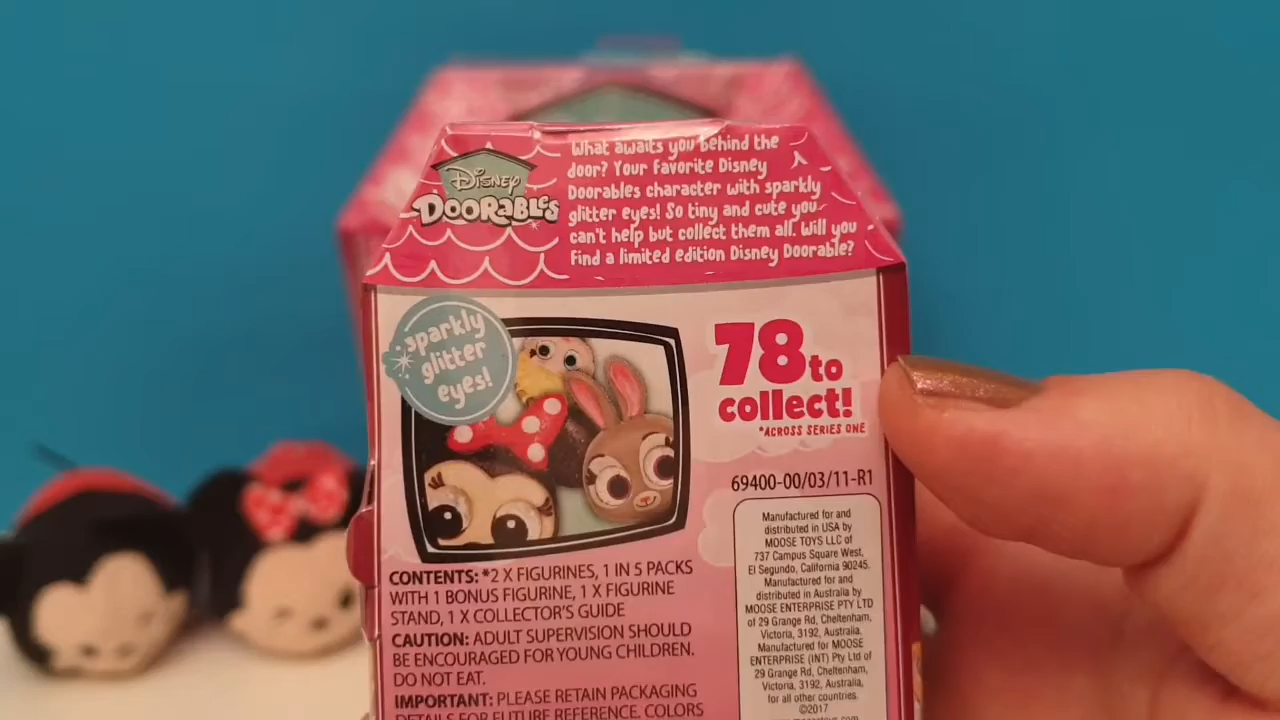 What awaits you behind the
door? Your favorite Disney
Doorables character with sparkly
glitter eyes! So tiny and cute you
can't help but collect them all. Will you
find a limited edition Disney Doorable?
Disney
Doorables
sparkly
glitter
eyes!
78 to
collect!
*ACROSS SERIES ONE
69400-00/03/11-R1
CONTENTS: *2 X FIGURINES, 1 IN 5 PACKS
WITH 1 BONUS FIGURINE, 1 X FIGURINE
STAND, 1 X COLLECTOR'S GUIDE
CAUTION: ADULT SUPERVISION SHOULD
BE ENCOURAGED FOR YOUNG CHILDREN.
DO NOT EAT.
IMPORTANT: PLEASE RETAIN PACKAGING
DETAILS FOR FUTURE REFERENCE. COLORS
Manufactured for and
distributed in USA by
MOOSE TOYS LLC of
737 Campus Square West,
El Segundo, California 90245.
Manufactured for and
distributed in Australia by
MOOSE ENTERPRISE PTY LTD
of 29 Grange Rd, Cheltenham,
Victoria, 3192, Australia.
Manufactured for MOOSE
ENTERPRISE (INT) Pty Ltd of
29 Grange Rd, Cheltenham,
Victoria, 3192, Australia,
for all other countries.
©2017